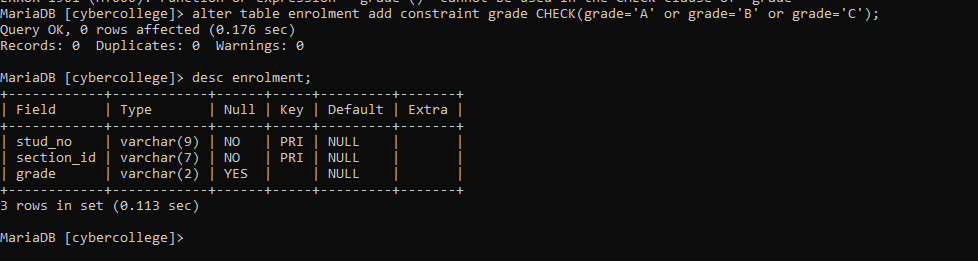 MariaDB [cybercollege]> alter table enrolment add constraint grade CHECK(grade='A' or grade='B' or grade='C');
Query OK, 0 rows affected (0.176 sec)
Records: 0  Duplicates: 0  Warnings: 0

MariaDB [cybercollege]> desc enrolment;
+------------+------------+------+-----+---------+-------+
| Field      | Type       | Null | Key | Default | Extra |
+------------+------------+------+-----+---------+-------+
| stud_no    | varchar(9) | NO   | PRI | NULL    |       |
| section_id | varchar(7) | NO   | PRI | NULL    |       |
| grade      | varchar(2) | YES  |     | NULL    |       |
+------------+------------+------+-----+---------+-------+
3 rows in set (0.113 sec)

MariaDB [cybercollege]>